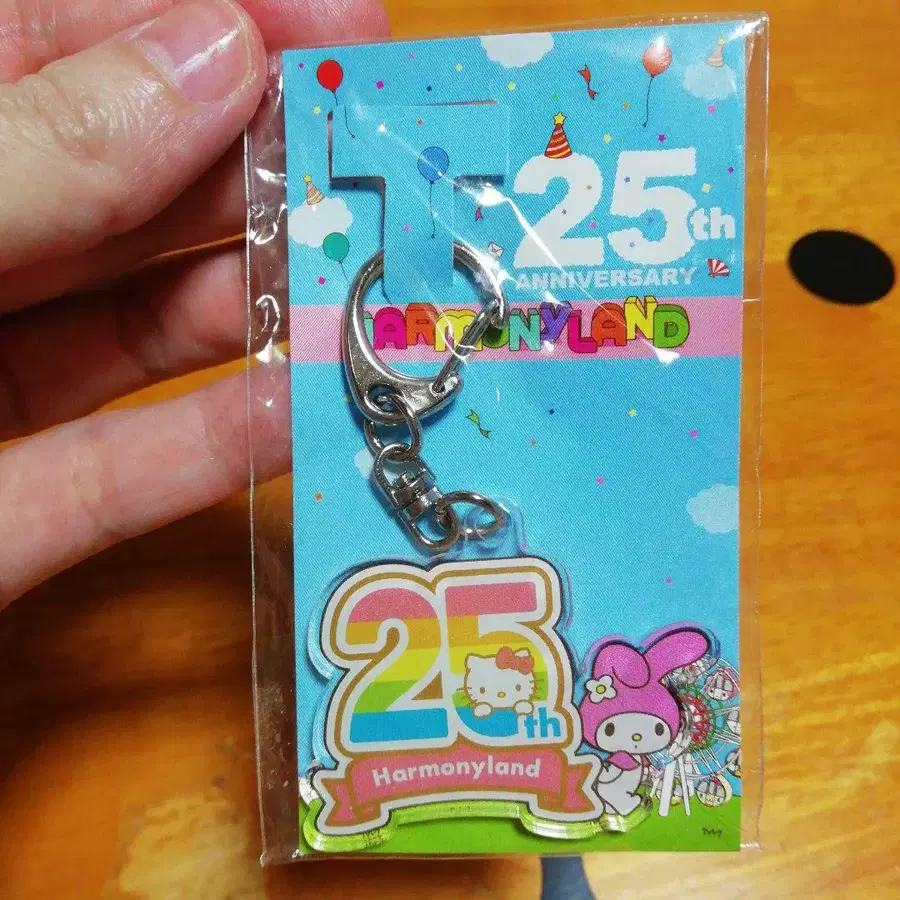 25th
ANNIVERSARY
HARMONYLAND
25th
Harmonyland